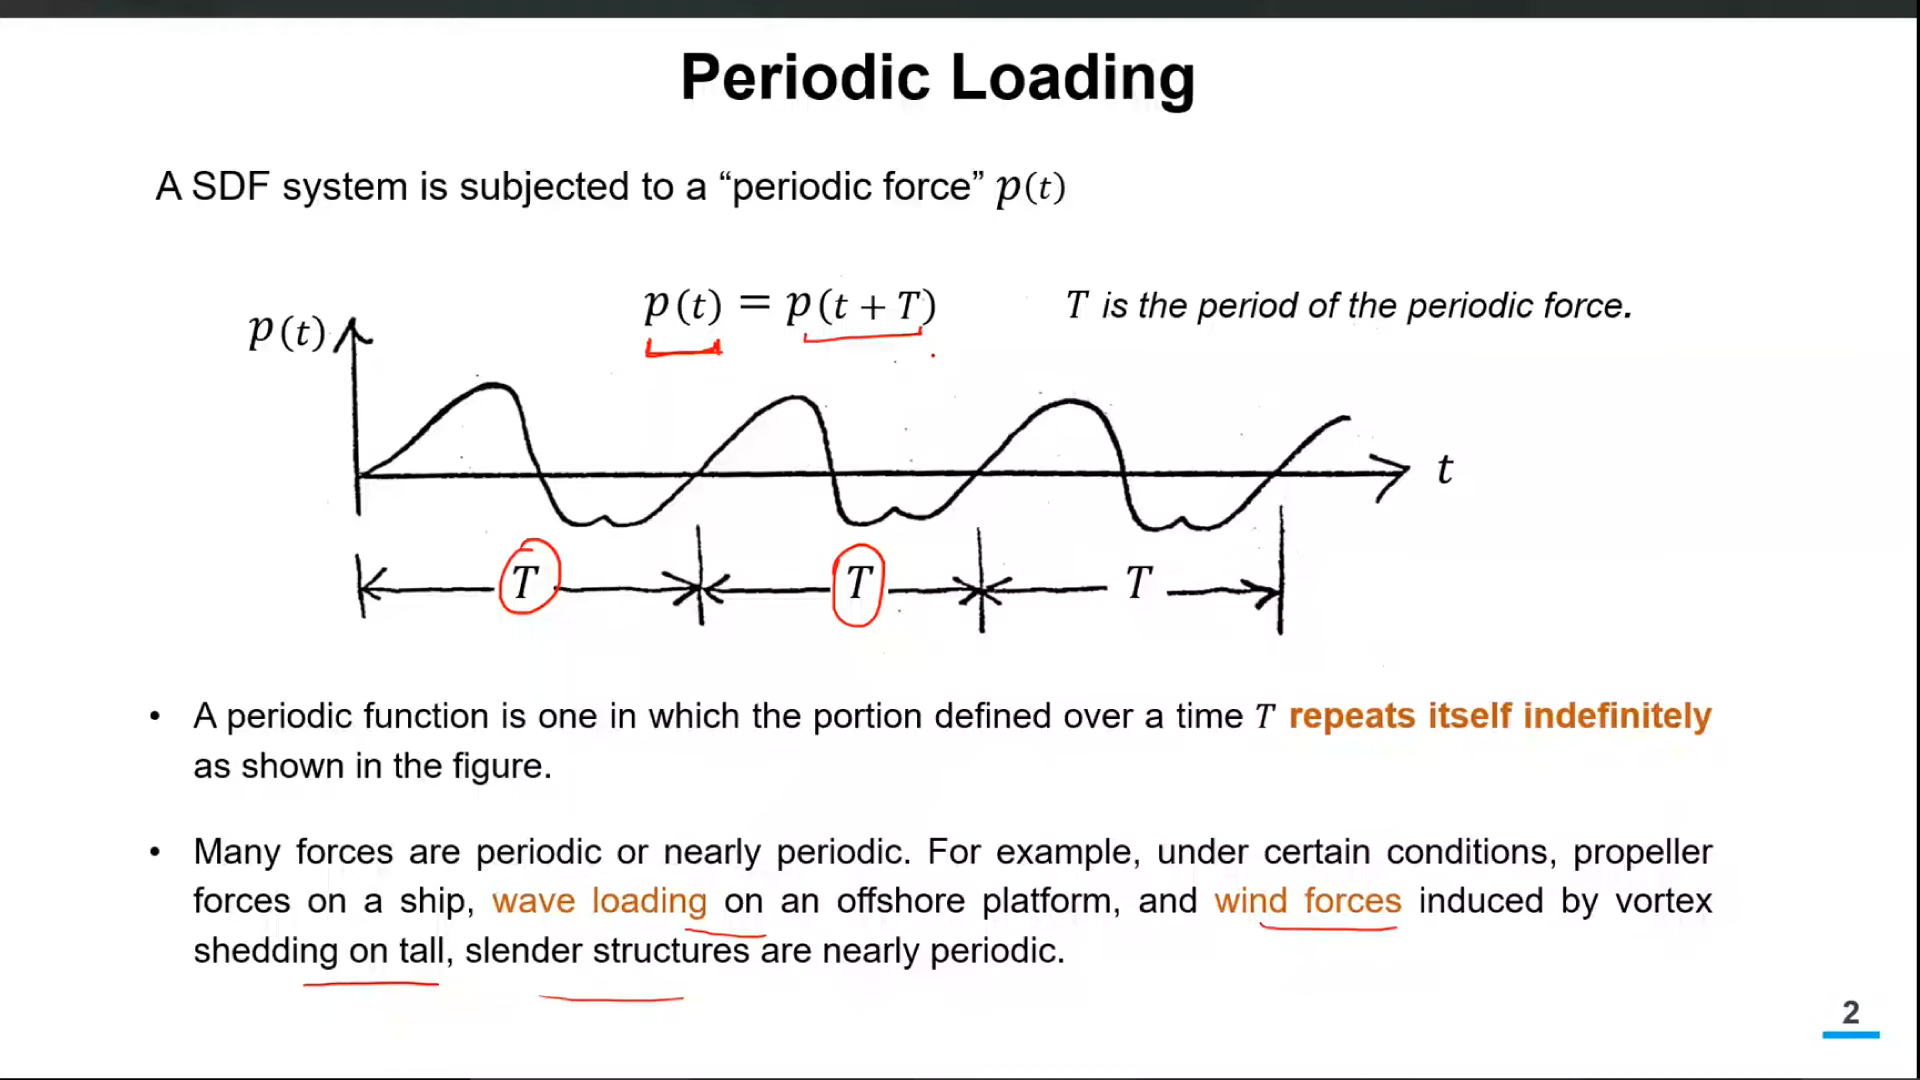 Periodic Loading
A SDF system is subjected to a “periodic force” p(t)
p(t) = p(t + T)
T is the period of the periodic force.
p(t)
t
T
T
T
• A periodic function is one in which the portion defined over a time T repeats itself indefinitely
as shown in the figure.
• Many forces are periodic or nearly periodic. For example, under certain conditions, propeller
forces on a ship, wave loading on an offshore platform, and wind forces induced by vortex
shedding on tall, slender structures are nearly periodic.
2